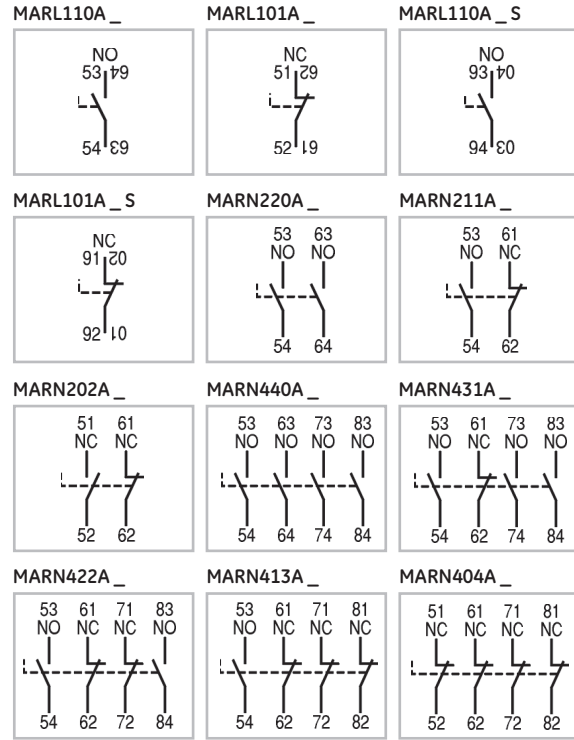 MARL110A _ MARL101A _ MARL110A _ S
NO NC NO
53 64 51 62 93 04
54 63 52 61 94 03
MARL101A _ S MARN220A _ MARN211A _
53 63 53 61
NC NO NO NO NC
91 02
92 01 54 64 54 62
MARN202A _ MARN440A _ MARN431A _
51 61 53 63 73 83 53 61 73 83
NC NC NO NO NO NO NO NC NO NO
52 62 54 64 74 84 54 62 74 84
MARN422A _ MARN413A _ MARN404A _
53 61 71 83 53 61 71 81 51 61 71 81
NO NC NC NO NO NC NC NC NC NC NC NC
54 62 72 84 54 62 72 82 52 62 72 82